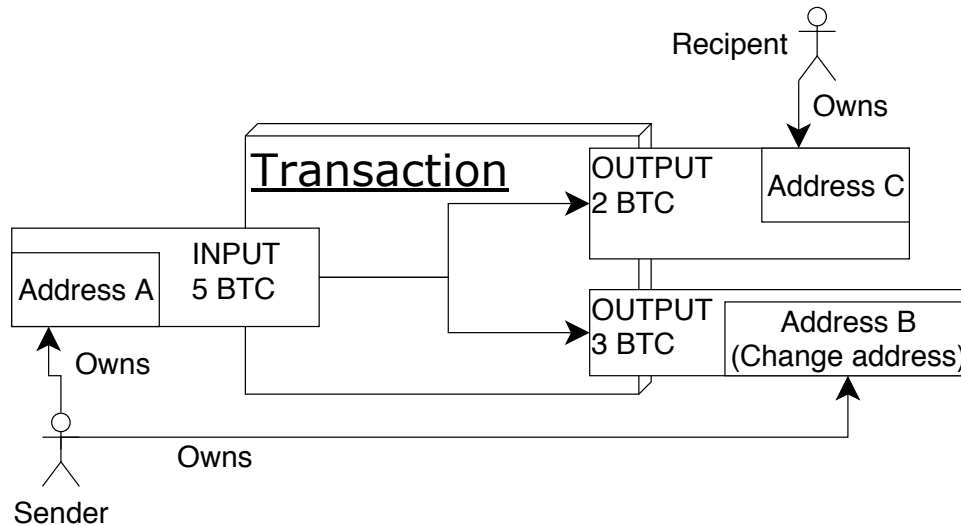 Recipent
Owns
Transaction
OUTPUT
2 BTC
Address C
INPUT
5 BTC
Address A
OUTPUT
3 BTC
Address B
(Change address)
Owns
Owns
Sender